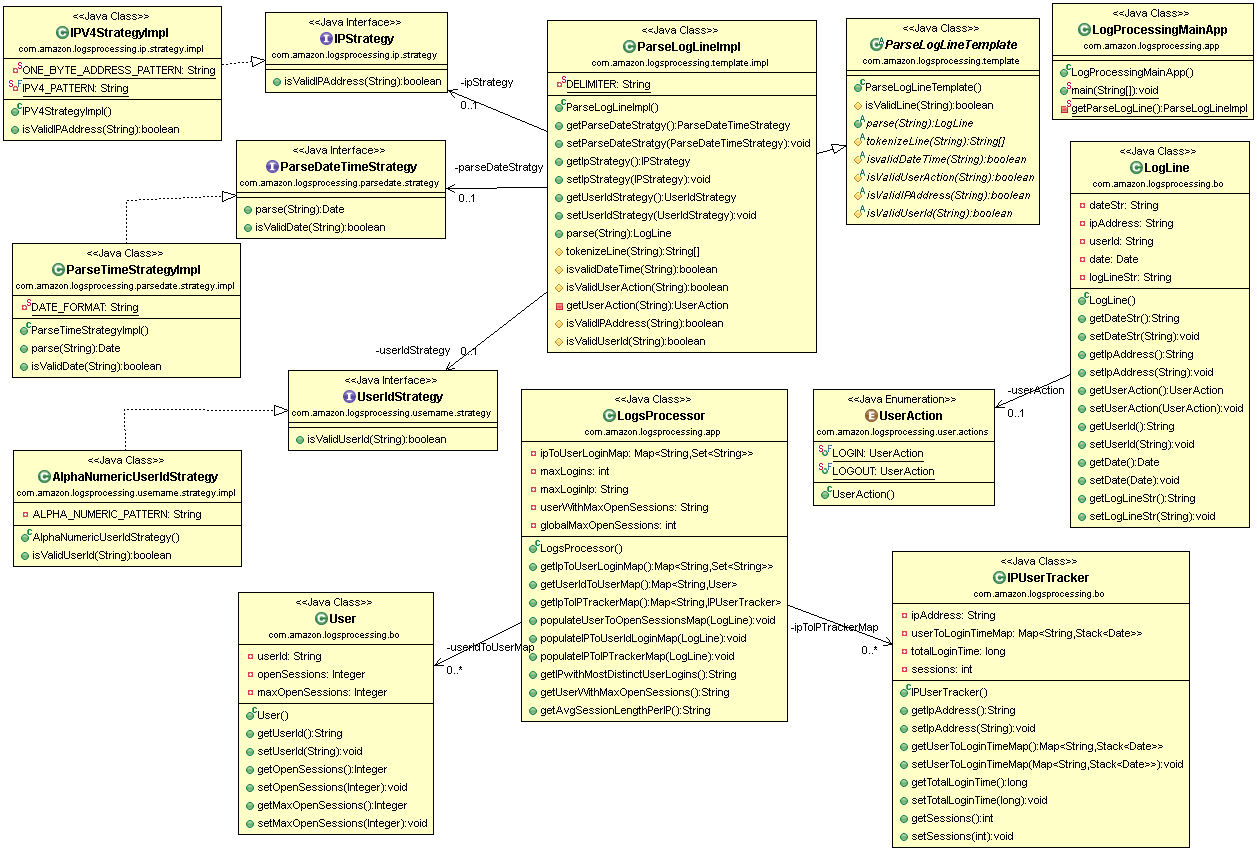 <<Java Class>>
IPV4StrategyImpl
com.amazon.logsprocessing.ip.strategy.impl
ONE_BYTE_ADDRESS_PATTERN: String
IPV4_PATTERN: String
IPV4StrategyImpl()
isValidIPAddress(String):boolean
<<Java Interface>>
IPStrategy
com.amazon.logsprocessing.ip.strategy
isValidIPAddress(String):boolean
-ipStrategy
0..1
<<Java Class>>
ParseLogLineImpl
com.amazon.logsprocessing.template.impl
DELIMITER: String
ParseLogLineImpl()
getParseDateStratgy():ParseDateTimeStrategy
setParseDateStratgy(ParseDateTimeStrategy):void
getIpStrategy():IPStrategy
setIpStrategy(IPStrategy):void
getUserIdStrategy():UserIdStrategy
setUserIdStrategy(UserIdStrategy):void
parse(String):LogLine
tokenizeLine(String):String[]
isvalidDateTime(String):boolean
isValidUserAction(String):boolean
getUserAction(String):UserAction
isValidIPAddress(String):boolean
isValidUserId(String):boolean
<<Java Class>>
ParseLogLineTemplate
com.amazon.logsprocessing.template
ParseLogLineTemplate()
isValidLine(String):boolean
parse(String):LogLine
tokenizeLine(String):String[]
isvalidDateTime(String):boolean
isValidUserAction(String):boolean
isValidIPAddress(String):boolean
isValidUserId(String):boolean
<<Java Class>>
LogProcessingMainApp
com.amazon.logsprocessing.app
LogProcessingMainApp()
main(String[]):void
getParseLogLine():ParseLogLineImpl
<<Java Interface>>
ParseDateTimeStrategy
com.amazon.logsprocessing.parsedate.strategy
parse(String):Date
isValidDate(String):boolean
-parseDateStratgy
0..1
<<Java Class>>
LogLine
com.amazon.logsprocessing.bo
dateStr: String
ipAddress: String
userId: String
date: Date
logLineStr: String
LogLine()
getDateStr():String
setDateStr(String):void
getIpAddress():String
setIpAddress(String):void
getUserAction():UserAction
setUserAction(UserAction):void
getUserId():String
setUserId(String):void
getDate():Date
setDate(Date):void
getLogLineStr():String
setLogLineStr(String):void
<<Java Class>>
ParseTimeStrategyImpl
com.amazon.logsprocessing.parsedate.strategy.impl
DATE_FORMAT: String
ParseTimeStrategyImpl()
parse(String):Date
isValidDate(String):boolean
-userIdStrategy
0..1
<<Java Interface>>
UserIdStrategy
com.amazon.logsprocessing.username.strategy
isValidUserId(String):boolean
<<Java Class>>
AlphaNumericUserIdStrategy
com.amazon.logsprocessing.username.strategy.impl
ALPHA_NUMERIC_PATTERN: String
AlphaNumericUserIdStrategy()
isValidUserId(String):boolean
<<Java Class>>
LogsProcessor
com.amazon.logsprocessing.app
ipToUserLoginMap: Map<String,Set<String>>
maxLogins: int
maxLoginIp: String
userWithMaxOpenSessions: String
globalMaxOpenSessions: int
LogsProcessor()
getIpToUserLoginMap():Map<String,Set<String>>
getUserIdToUserMap():Map<String,User>
getIpToIPTrackerMap():Map<String,IPUserTracker>
populateUserToOpenSessionsMap(LogLine):void
populateIPToUserIdLoginMap(LogLine):void
populateIPToIPTrackerMap(LogLine):void
getIPwithMostDistinctUserLogins():String
getUserWithMaxOpenSessions():String
getAvgSessionLengthPerIP():String
<<Java Enumeration>>
UserAction
com.amazon.logsprocessing.user.actions
LOGIN: UserAction
LOGOUT: UserAction
UserAction()
-userAction
0..1
<<Java Class>>
User
com.amazon.logsprocessing.bo
userId: String
openSessions: Integer
maxOpenSessions: Integer
User()
getUserId():String
setUserId(String):void
getOpenSessions():Integer
setOpenSessions(Integer):void
getMaxOpenSessions():Integer
setMaxOpenSessions(Integer):void
-userIdToUserMap
0..*
-ipToIPTrackerMap
0..*
<<Java Class>>
IPUserTracker
com.amazon.logsprocessing.bo
ipAddress: String
userToLoginTimeMap: Map<String,Stack<Date>>
totalLoginTime: long
sessions: int
IPUserTracker()
getIpAddress():String
setIpAddress(String):void
getUserToLoginTimeMap():Map<String,Stack<Date>>
setUserToLoginTimeMap(Map<String,Stack<Date>>):void
getTotalLoginTime():long
setTotalLoginTime(long):void
getSessions():int
setSessions(int):void